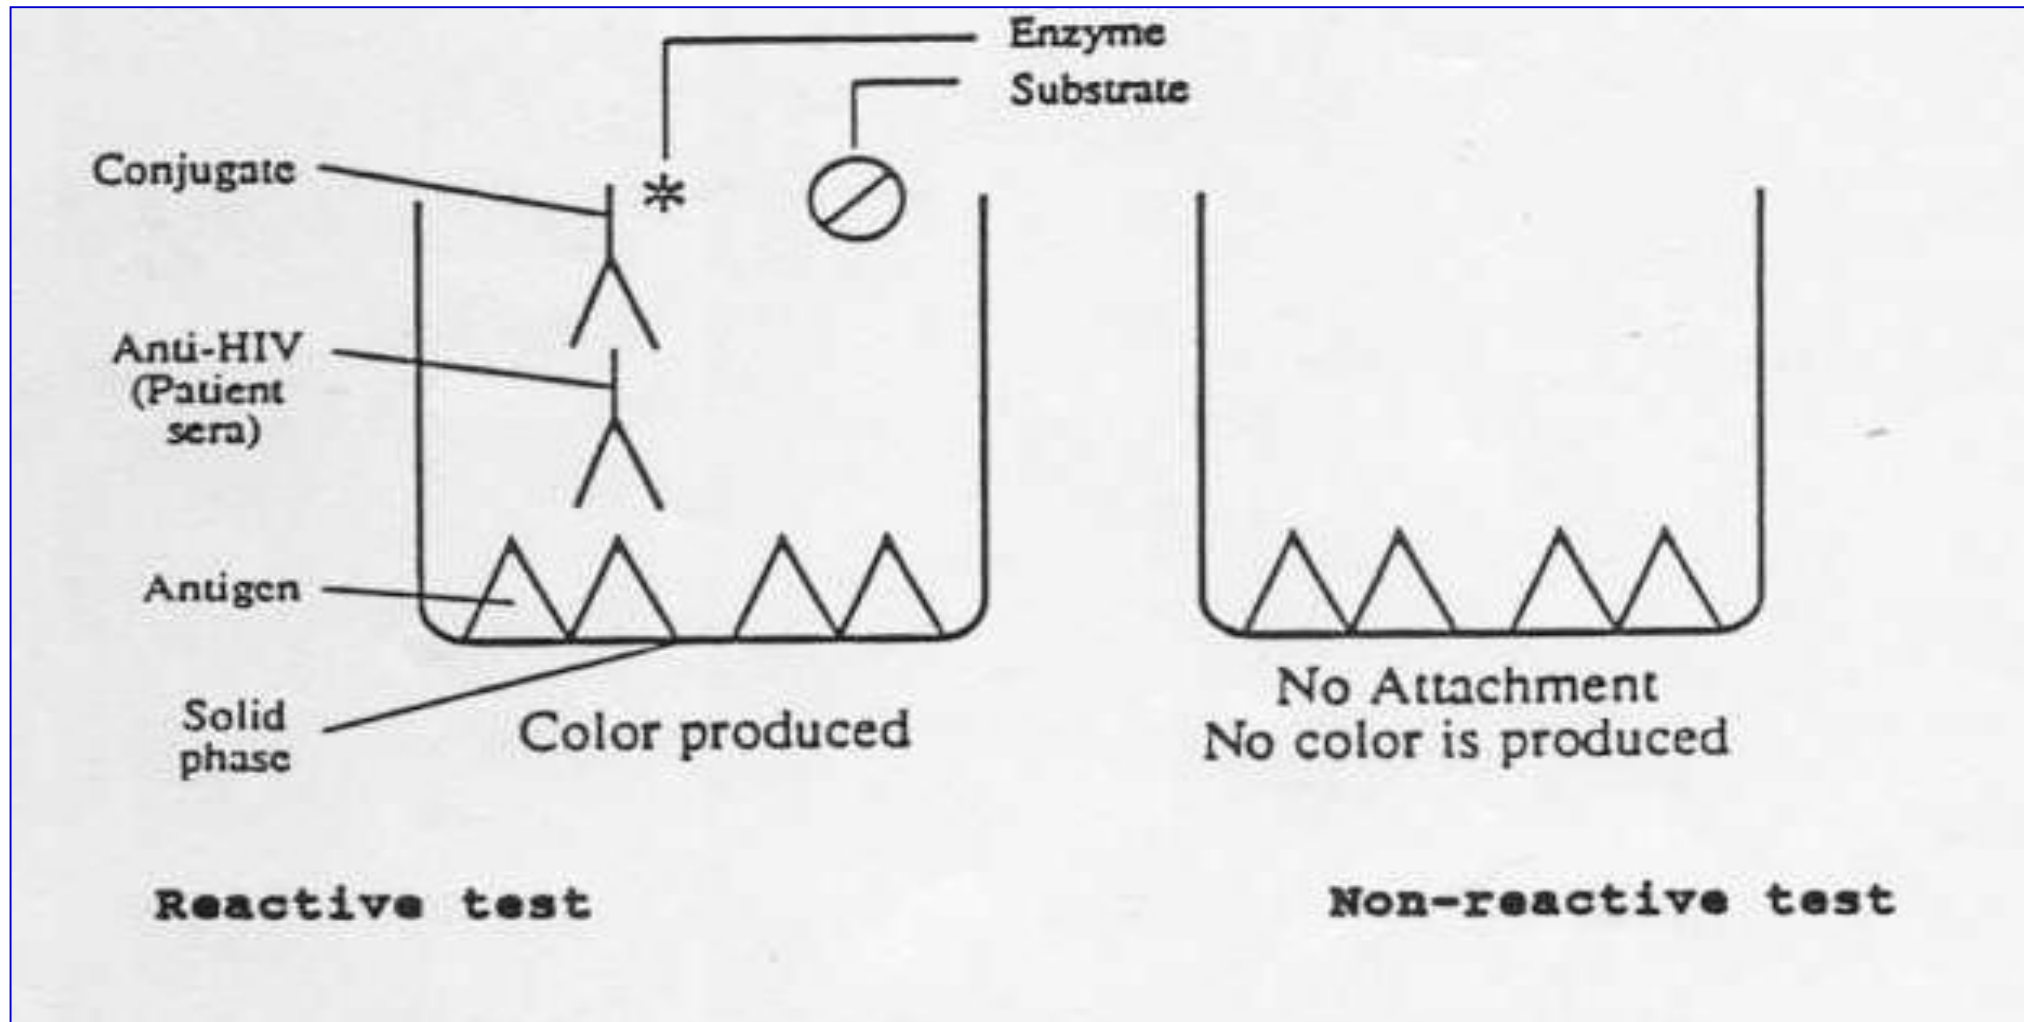 Enzyme
Substrate
Conjugate
Anti-HIV
(Patient
sera)
Antigen
Solid
phase
Color produced
No Attachment
No color is produced
Reactive test
Non-reactive test